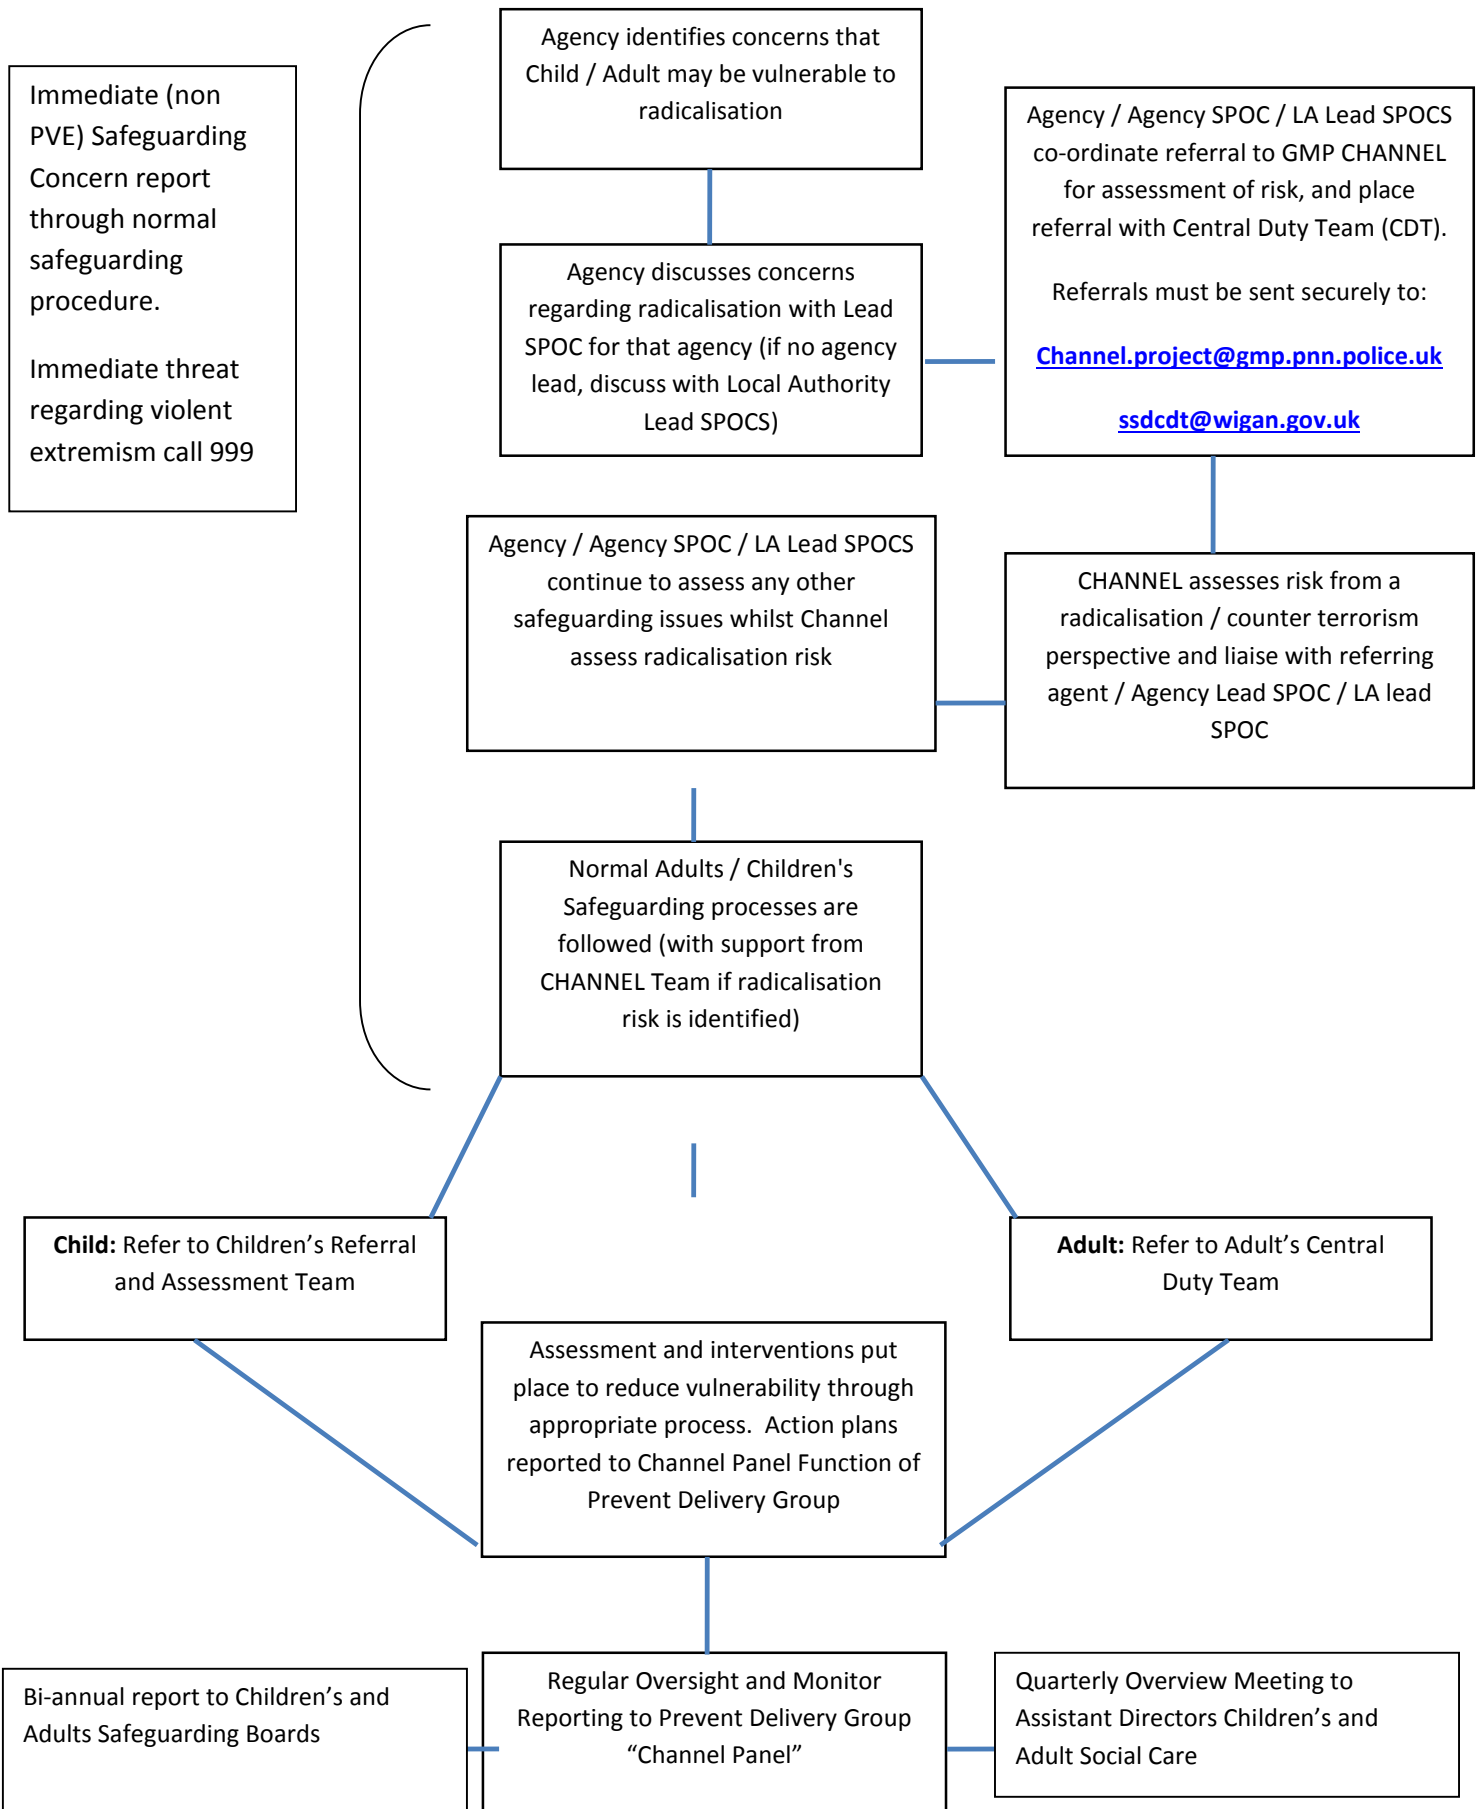 Immediate (non
PVE) Safeguarding
Concern report
through normal
safeguarding
procedure.
Immediate threat
regarding violent
extremism call 999
Agency identifies concerns that
Child / Adult may be vulnerable to
radicalisation
Agency discusses concerns
regarding radicalisation with Lead
SPOC for that agency (if no agency
lead, discuss with Local Authority
Lead SPOCS)
Agency / Agency SPOC / LA Lead SPOCS
co-ordinate referral to GMP CHANNEL
for assessment of risk, and place
referral with Central Duty Team (CDT).
Referrals must be sent securely to:
Channel.project@gmp.pnn.police.uk
ssdcdt@wigan.gov.uk
CHANNEL assesses risk from a
radicalisation / counter terrorism
perspective and liaise with referring
agent / Agency Lead SPOC / LA lead
SPOC
Agency / Agency SPOC / LA Lead SPOCS
continue to assess any other
safeguarding issues whilst Channel
assess radicalisation risk
Normal Adults / Children's
Safeguarding processes are
followed (with support from
CHANNEL Team if radicalisation
risk is identified)
Child: Refer to Children’s Referral
and Assessment Team
Adult: Refer to Adult’s Central
Duty Team
Assessment and interventions put
place to reduce vulnerability through
appropriate process.  Action plans
reported to Channel Panel Function of
Prevent Delivery Group
Bi-annual report to Children’s and
Adults Safeguarding Boards
Regular Oversight and Monitor
Reporting to Prevent Delivery Group
“Channel Panel”
Quarterly Overview Meeting to
Assistant Directors Children’s and
Adult Social Care